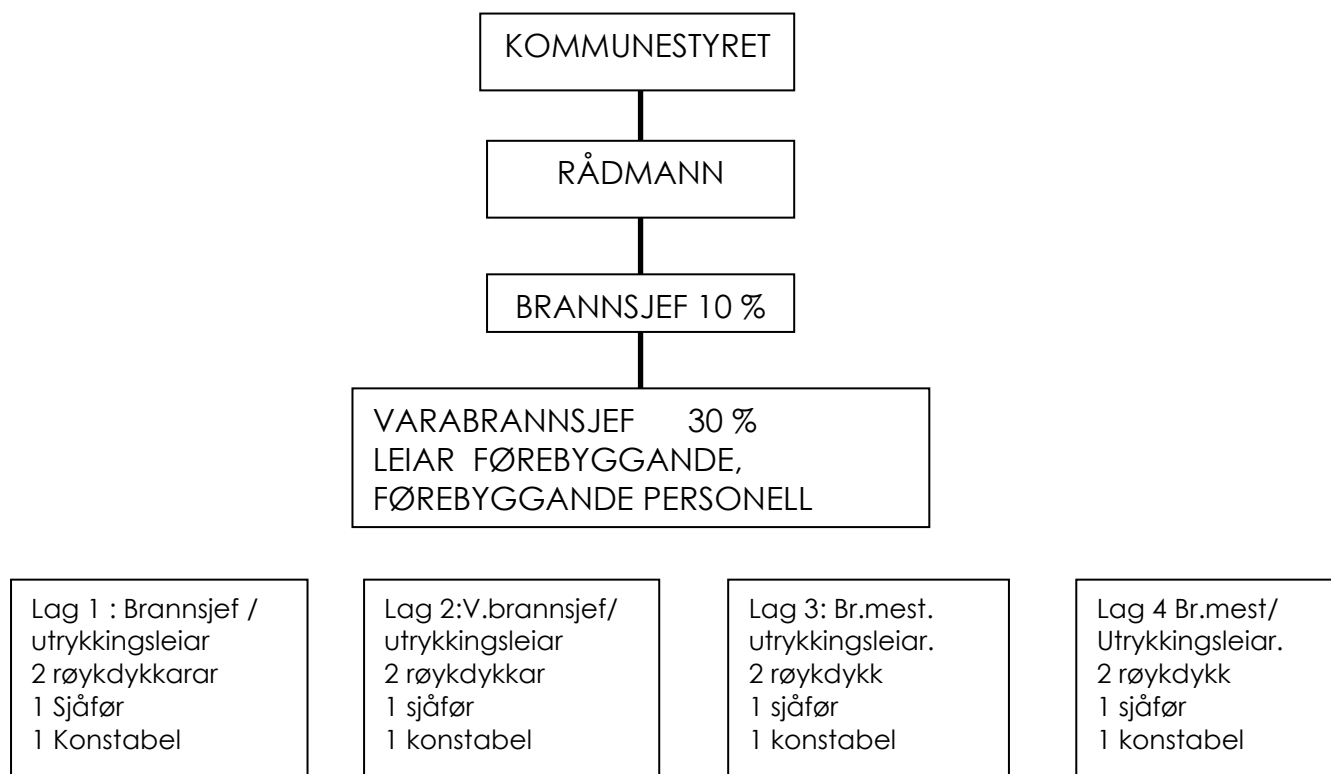 KOMMUNESTYRET
RÅDMANN
BRANNSJEF 10 %
VARABRANNSJEF 30 %
LEIAR FØREBYGGANDE,
FØREBYGGANDE PERSONELL
Lag 1 : Brannsjef /
utrykkingsleiar
2 røykdykkarar
1 Sjåfør
1 Konstabel
Lag 2:V.brannsjef/
utrykkingsleiar
2 røykdykkar
1 sjåfør
1 konstabel
Lag 3: Br.mest.
utrykkingsleiar.
2 røykdykk
1 sjåfør
1 konstabel
Lag 4 Br.mest/
Utrykkingsleiar.
2 røykdykk
1 sjåfør
1 konstabel